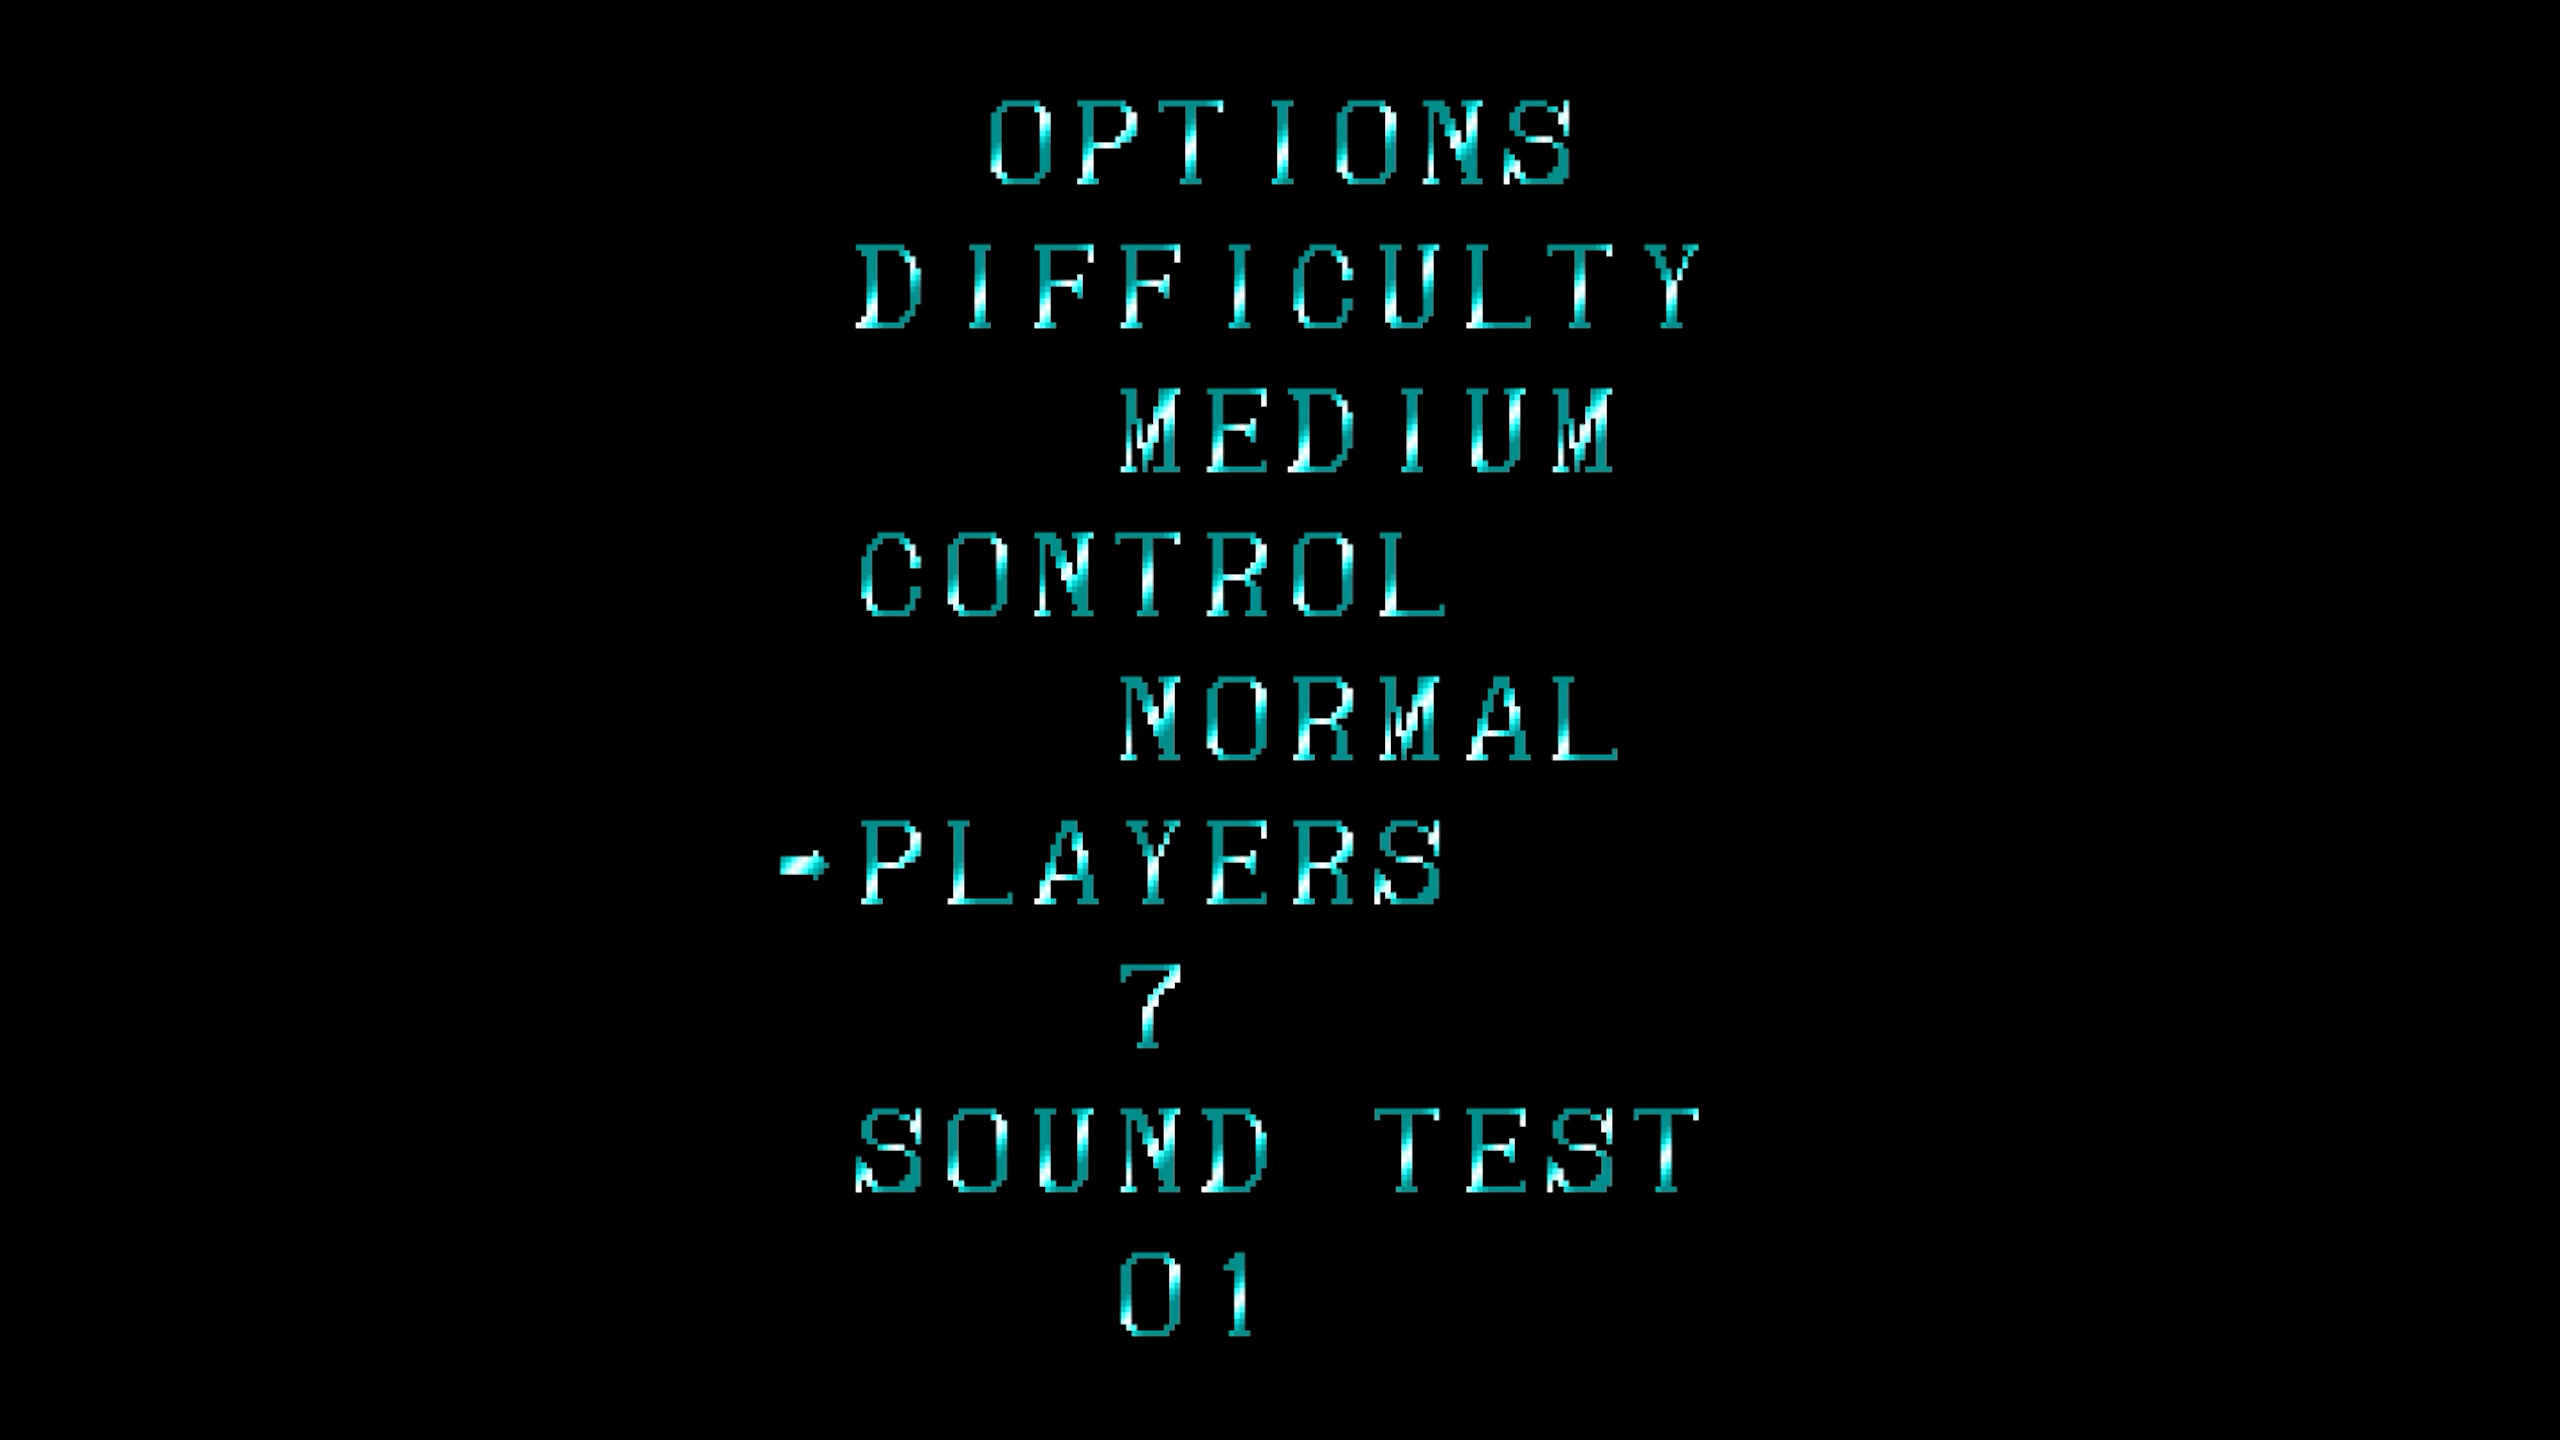 OPTIONS
DIFFICULTY
MEDIUM
CONTROL
NORMAL
PLAYERS
7
SOUND TEST
01